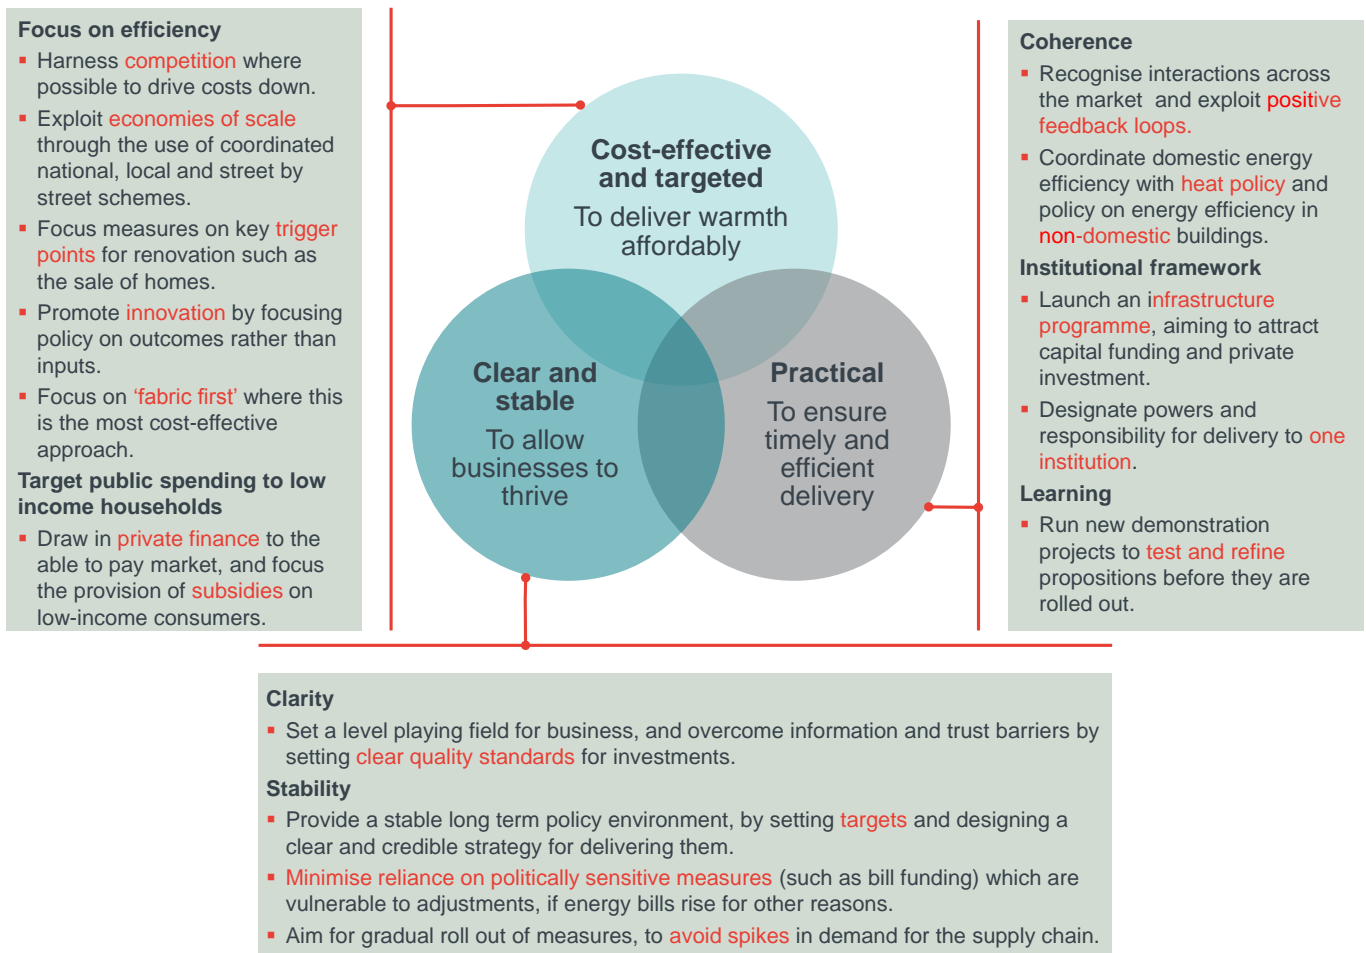 Focus on efficiency
▪ Harness competition where
possible to drive costs down.
▪ Exploit economies of scale
through the use of coordinated
national, local and street by
street schemes.
▪ Focus measures on key trigger
points for renovation such as
the sale of homes.
▪ Promote innovation by focusing
policy on outcomes rather than
inputs.
▪ Focus on ‘fabric first’ where this
is the most cost-effective
approach.
Target public spending to low
income households
▪ Draw in private finance to the
able to pay market, and focus
the provision of subsidies on
low-income consumers.
Cost-effective
and targeted
To deliver warmth
affordably
Clear and
stable
To allow
businesses to
thrive
Practical
To ensure
timely and
efficient
delivery
Coherence
▪ Recognise interactions across
the market  and exploit positive
feedback loops.
▪ Coordinate domestic energy
efficiency with heat policy and
policy on energy efficiency in
non-domestic buildings.
Institutional framework
▪ Launch an infrastructure
programme, aiming to attract
capital funding and private
investment.
▪ Designate powers and
responsibility for delivery to one
institution.
Learning
▪ Run new demonstration
projects to test and refine
propositions before they are
rolled out.
Clarity
▪ Set a level playing field for business, and overcome information and trust barriers by
setting clear quality standards for investments.
Stability
▪ Provide a stable long term policy environment, by setting targets and designing a
clear and credible strategy for delivering them.
▪ Minimise reliance on politically sensitive measures (such as bill funding) which are
vulnerable to adjustments, if energy bills rise for other reasons.
▪ Aim for gradual roll out of measures, to avoid spikes in demand for the supply chain.